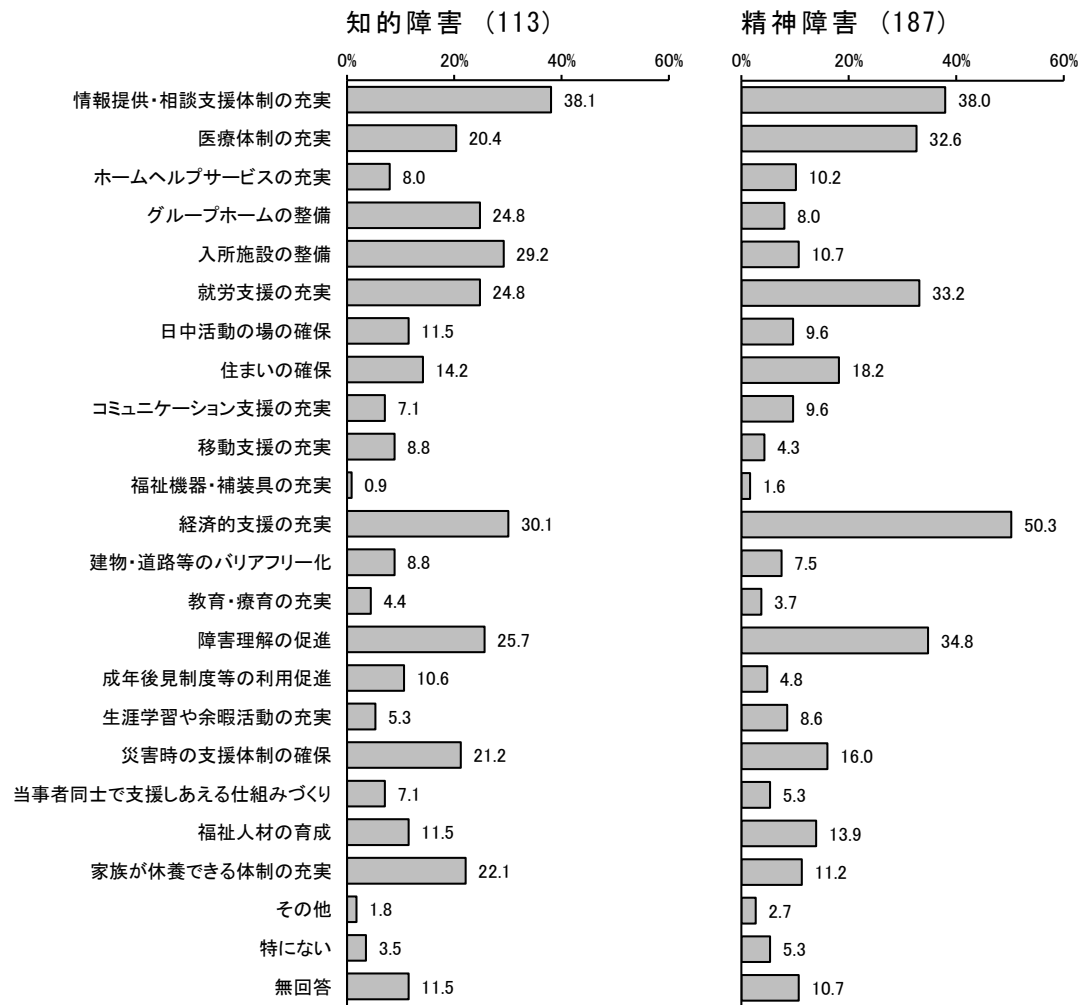 知的障害 (113) 精神障害 (187)
0% 20% 40% 60% 0% 20% 40% 60%
情報提供・相談支援体制の充実 38.1 38.0
医療体制の充実 20.4 32.6
ホームヘルプサービスの充実 8.0 10.2
グループホームの整備 24.8 8.0
入所施設の整備 29.2 10.7
就労支援の充実 24.8 33.2
日中活動の場の確保 11.5 9.6
住まいの確保 14.2 18.2
コミュニケーション支援の充実 7.1 9.6
移動支援の充実 8.8 4.3
福祉機器・補装具の充実 0.9 1.6
経済的支援の充実 30.1 50.3
建物・道路等のバリアフリー化 8.8 7.5
教育・療育の充実 4.4 3.7
障害理解の促進 25.7 34.8
成年後見制度等の利用促進 10.6 4.8
生涯学習や余暇活動の充実 5.3 8.6
災害時の支援体制の確保 21.2 16.0
当事者同士で支援しあえる仕組みづくり 7.1 5.3
福祉人材の育成 11.5 13.9
家族が休養できる体制の充実 22.1 11.2
その他 1.8 2.7
特にない 3.5 5.3
無回答 11.5 10.7